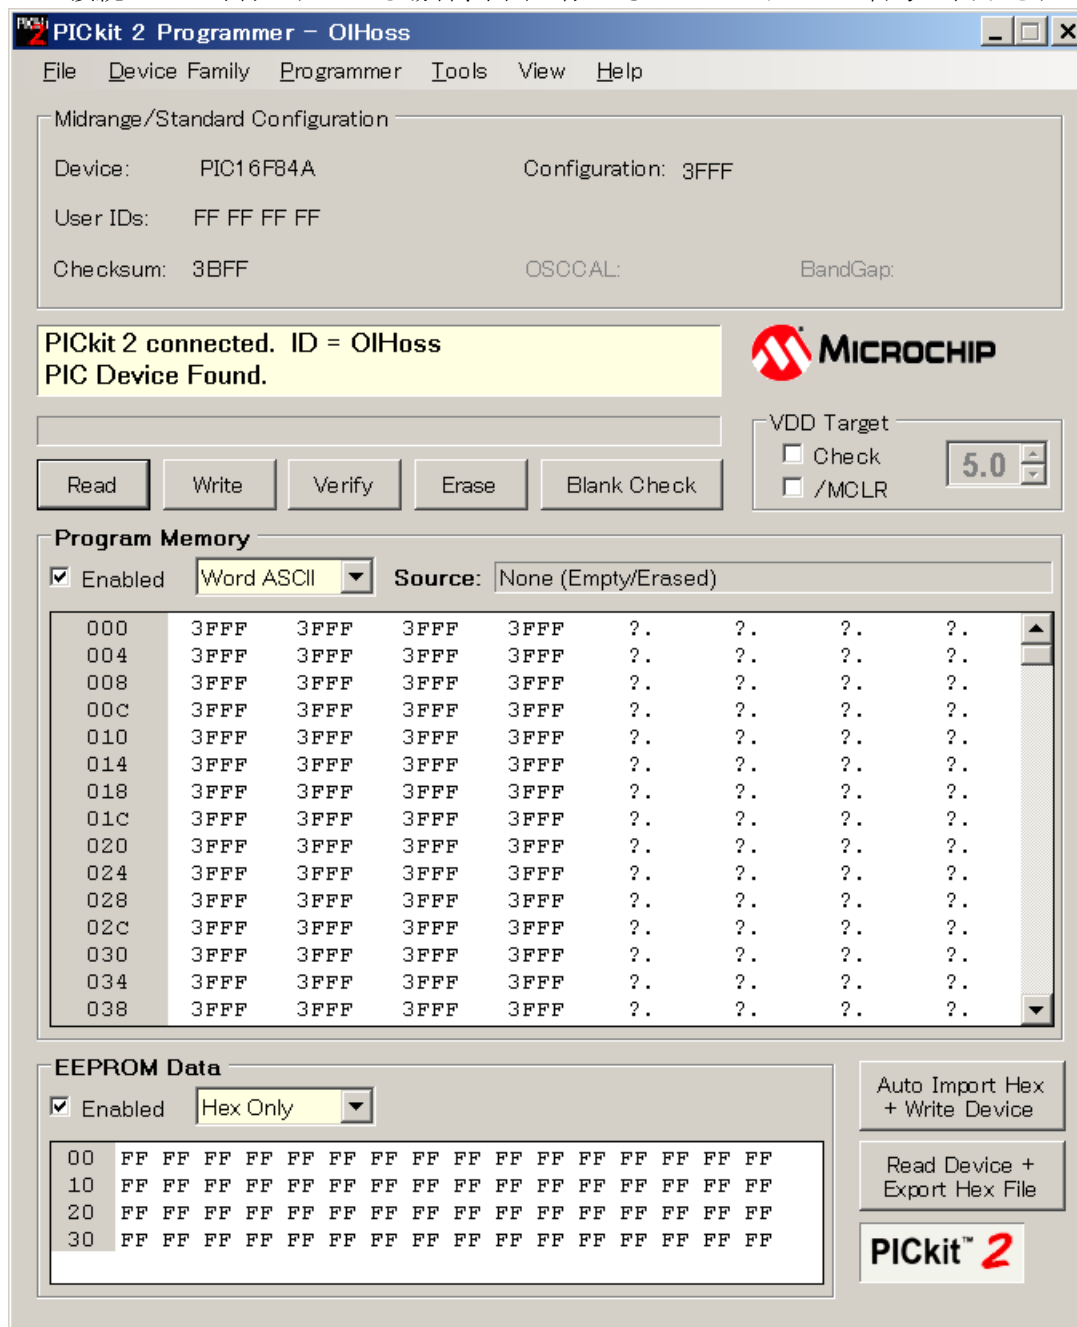 PICkit 2 Programmer - OIHoss
File Device Family Programmer Tools View Help
Midrange/Standard Configuration
Device: PIC16F84A Configuration: 3FFF
User IDs: FF FF FF FF
Checksum: 3BFF OSCCAL: BandGap:
PICkit 2 connected. ID = OIHoss
PIC Device Found.
MICROCHIP
VDD Target
Check
/MCLR
5.0
Read Write Verify Erase Blank Check
Program Memory
Enabled Word ASCII Source: None (Empty/Erased)
000 3FFF 3FFF 3FFF 3FFF ?. ?. ?. ?.
004 3FFF 3FFF 3FFF 3FFF ?. ?. ?. ?.
008 3FFF 3FFF 3FFF 3FFF ?. ?. ?. ?.
00C 3FFF 3FFF 3FFF 3FFF ?. ?. ?. ?.
010 3FFF 3FFF 3FFF 3FFF ?. ?. ?. ?.
014 3FFF 3FFF 3FFF 3FFF ?. ?. ?. ?.
018 3FFF 3FFF 3FFF 3FFF ?. ?. ?. ?.
01C 3FFF 3FFF 3FFF 3FFF ?. ?. ?. ?.
020 3FFF 3FFF 3FFF 3FFF ?. ?. ?. ?.
024 3FFF 3FFF 3FFF 3FFF ?. ?. ?. ?.
028 3FFF 3FFF 3FFF 3FFF ?. ?. ?. ?.
02C 3FFF 3FFF 3FFF 3FFF ?. ?. ?. ?.
030 3FFF 3FFF 3FFF 3FFF ?. ?. ?. ?.
034 3FFF 3FFF 3FFF 3FFF ?. ?. ?. ?.
038 3FFF 3FFF 3FFF 3FFF ?. ?. ?. ?.
EEPROM Data
Enabled Hex Only
00 FF FF FF FF FF FF FF FF FF FF FF FF FF FF FF FF
10 FF FF FF FF FF FF FF FF FF FF FF FF FF FF FF FF
20 FF FF FF FF FF FF FF FF FF FF FF FF FF FF FF FF
30 FF FF FF FF FF FF FF FF FF FF FF FF FF FF FF FF
Auto Import Hex
+ Write Device
Read Device +
Export Hex File
PICkit™ 2